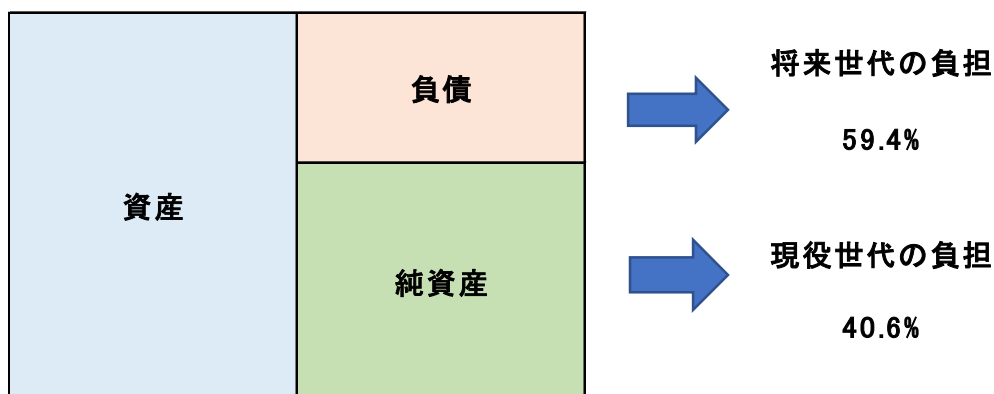 資産
負債
純資産
将来世代の負担
59.4%
現役世代の負担
40.6%